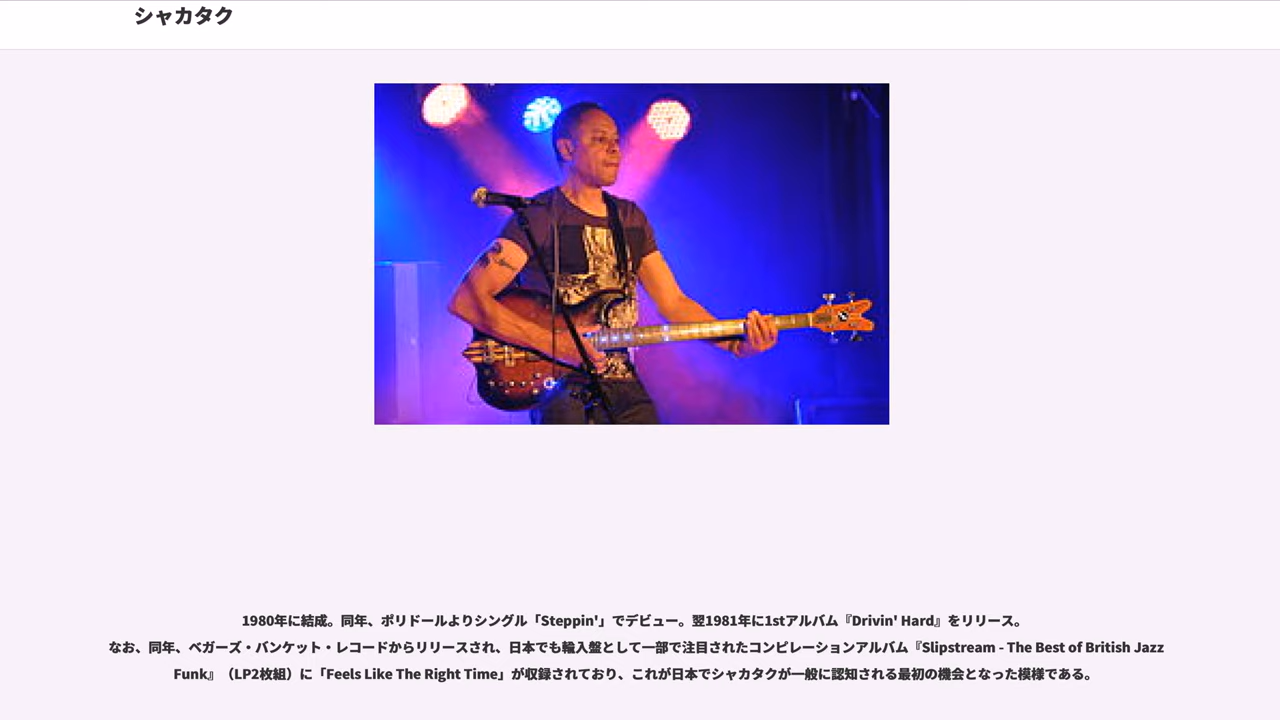 シャカタク
1980年に結成。同年、ポリドールよりシングル「Steppin'」でデビュー。翌1981年に1stアルバム『Drivin' Hard』をリリース。
なお、同年、ベガーズ・バンケット・レコードからリリースされ、日本でも輸入盤として一部で注目されたコンピレーションアルバム『Slipstream - The Best of British Jazz
Funk』（LP2枚組）に「Feels Like The Right Time」が収録されており、これが日本でシャカタクが一般に認知される最初の機会となった模様である。